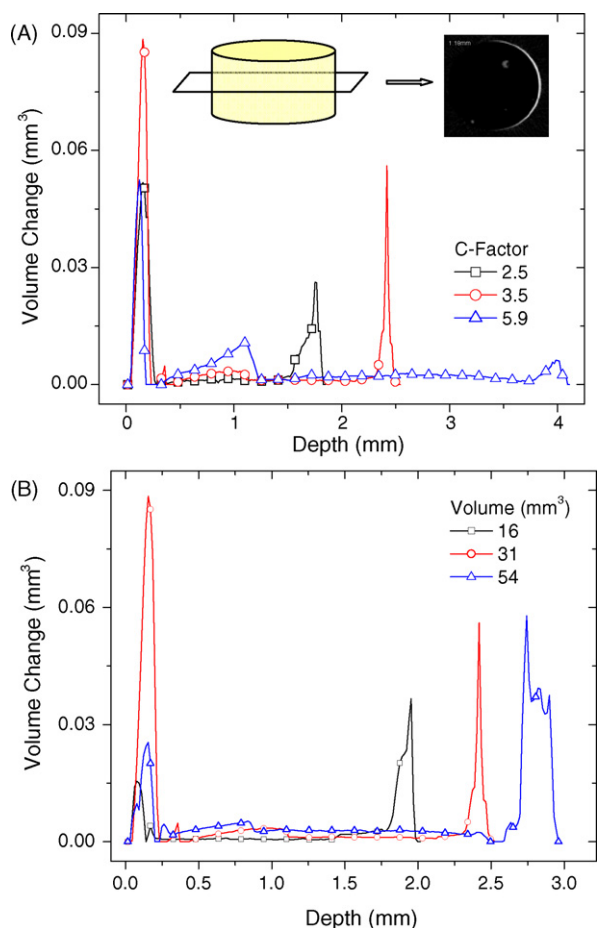 (A)
0.09
0.06
0.03
0.00
Volume Change (mm³)
1.18mm
C-Factor
2.5
3.5
5.9
0 1 2 3 4
Depth (mm)
(B)
0.09
0.06
0.03
0.00
Volume Change (mm³)
Volume (mm³)
16
31
54
0.0 0.5 1.0 1.5 2.0 2.5 3.0
Depth (mm)